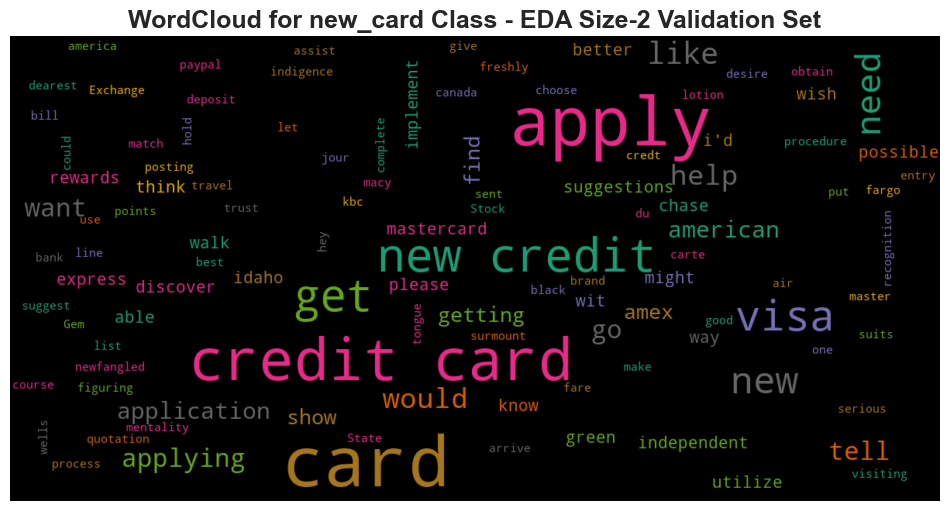 WordCloud for new_card Class - EDA Size-2 Validation Set
america
assist
give
better
like
paypal
indigence
freshly
desire
obtain
need
dearest
Exchange
deposit
implement
canada
choose
lotion
wish
bill
hold
let
apply
i'd
procedure
could
match
complete
find
credt
possible
posting
jour
help
entry
rewards
think
travel
macy
suggestions
put
fargo
want
points
trust
kbc
sent
Stock
chase
use
du
american
recognition
walk
hey
mastercard
bank
line
best
new credit
carte
express
discover
idaho
please
might
brand
air
master
suggest
get
black
wit
amex
visa
able
Gem
tongue
getting
go
good
way
suits
list
surmount
one
newfangled
credit card
make
new
course
figuring
fare
application
show
would
know
serious
mentality
wells
quotation
State
green
independent
tell
process
applying
card
arrive
utilize
visiting